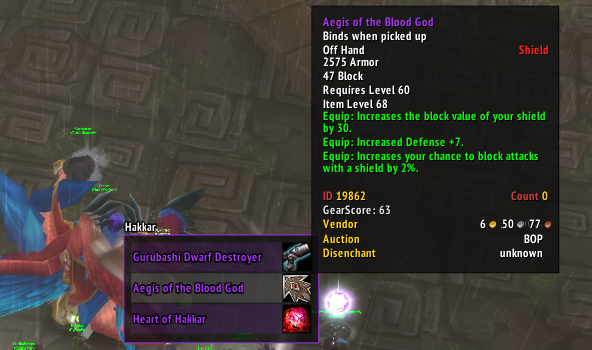 Aegis of the Blood God
Binds when picked up
Off Hand Shield
2575 Armor
47 Block
Requires Level 60
Item Level 68
Equip: Increases the block value of your shield
by 30.
Equip: Increased Defense +7.
Equip: Increases your chance to block attacks
with a shield by 2%.
ID 19862 Count 0
GearScore: 63
Vendor 6 50 77
Auction BOP
Disenchant unknown
Hakkar
Gurubashi Dwarf Destroyer
Aegis of the Blood God
Heart of Hakkar